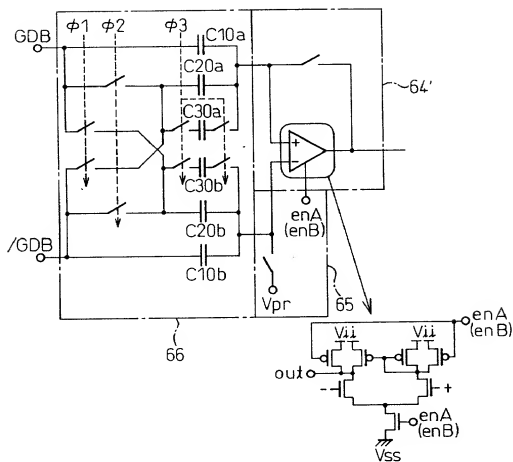 GDB
ϕ1 ϕ2 ϕ3
C10a
C20a
C30a
C30b
C20b
C10b
/GDB
66
64'
+
−
enA
(enB)
Vpr
65
enA
(enB)
Vii Vii
out
− +
enA
(enB)
Vss